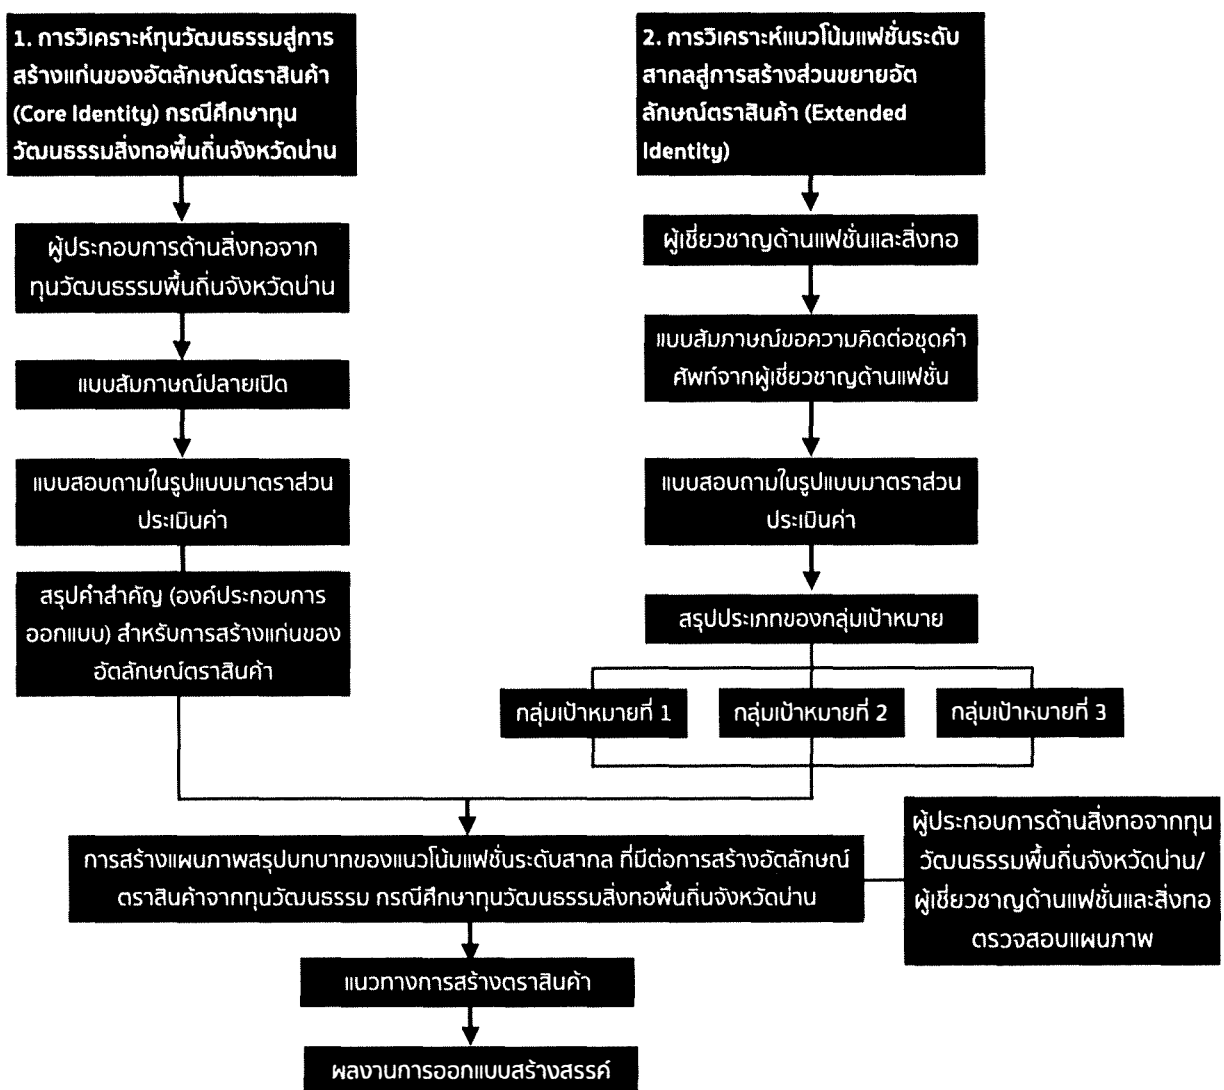 1. การวิเคราะห์ทุนวัฒนธรรมสู่การ
สร้างแก่นของอัตลักษณ์ตราสินค้า
(Core Identity) กรณีศึกษาทุน
วัฒนธรรมสิ่งทอพื้นถิ่นจังหวัดน่าน
ผู้ประกอบการด้านสิ่งทอจาก
ทุนวัฒนธรรมพื้นถิ่นจังหวัดน่าน
แบบสัมภาษณ์ปลายเปิด
แบบสอบถามในรูปแบบมาตราส่วน
ประเมินค่า
สรุปคำสำคัญ (องค์ประกอบการ
ออกแบบ) สำหรับการสร้างแก่นของ
อัตลักษณ์ตราสินค้า
2. การวิเคราะห์แนวโน้มแฟชั่นระดับ
สากลสู่การสร้างส่วนขยายอัต
ลักษณ์ตราสินค้า (Extended
Identity)
ผู้เชี่ยวชาญด้านแฟชั่นและสิ่งทอ
แบบสัมภาษณ์ขอความคิดต่อชุดคำ
ศัพท์จากผู้เชี่ยวชาญด้านแฟชั่น
แบบสอบถามในรูปแบบมาตราส่วน
ประเมินค่า
สรุปประเภทของกลุ่มเป้าหมาย
กลุ่มเป้าหมายที่ 1
กลุ่มเป้าหมายที่ 2
กลุ่มเป้าหมายที่ 3
การสร้างแผนภาพสรุปบทบาทของแนวโน้มแฟชั่นระดับสากล ที่มีต่อการสร้างอัตลักษณ์
ตราสินค้าจากทุนวัฒนธรรม กรณีศึกษาทุนวัฒนธรรมสิ่งทอพื้นถิ่นจังหวัดน่าน
ผู้ประกอบการด้านสิ่งทอจากทุน
วัฒนธรรมพื้นถิ่นจังหวัดน่าน/
ผู้เชี่ยวชาญด้านแฟชั่นและสิ่งทอ
ตรวจสอบแผนภาพ
แนวทางการสร้างตราสินค้า
ผลงานการออกแบบสร้างสรรค์